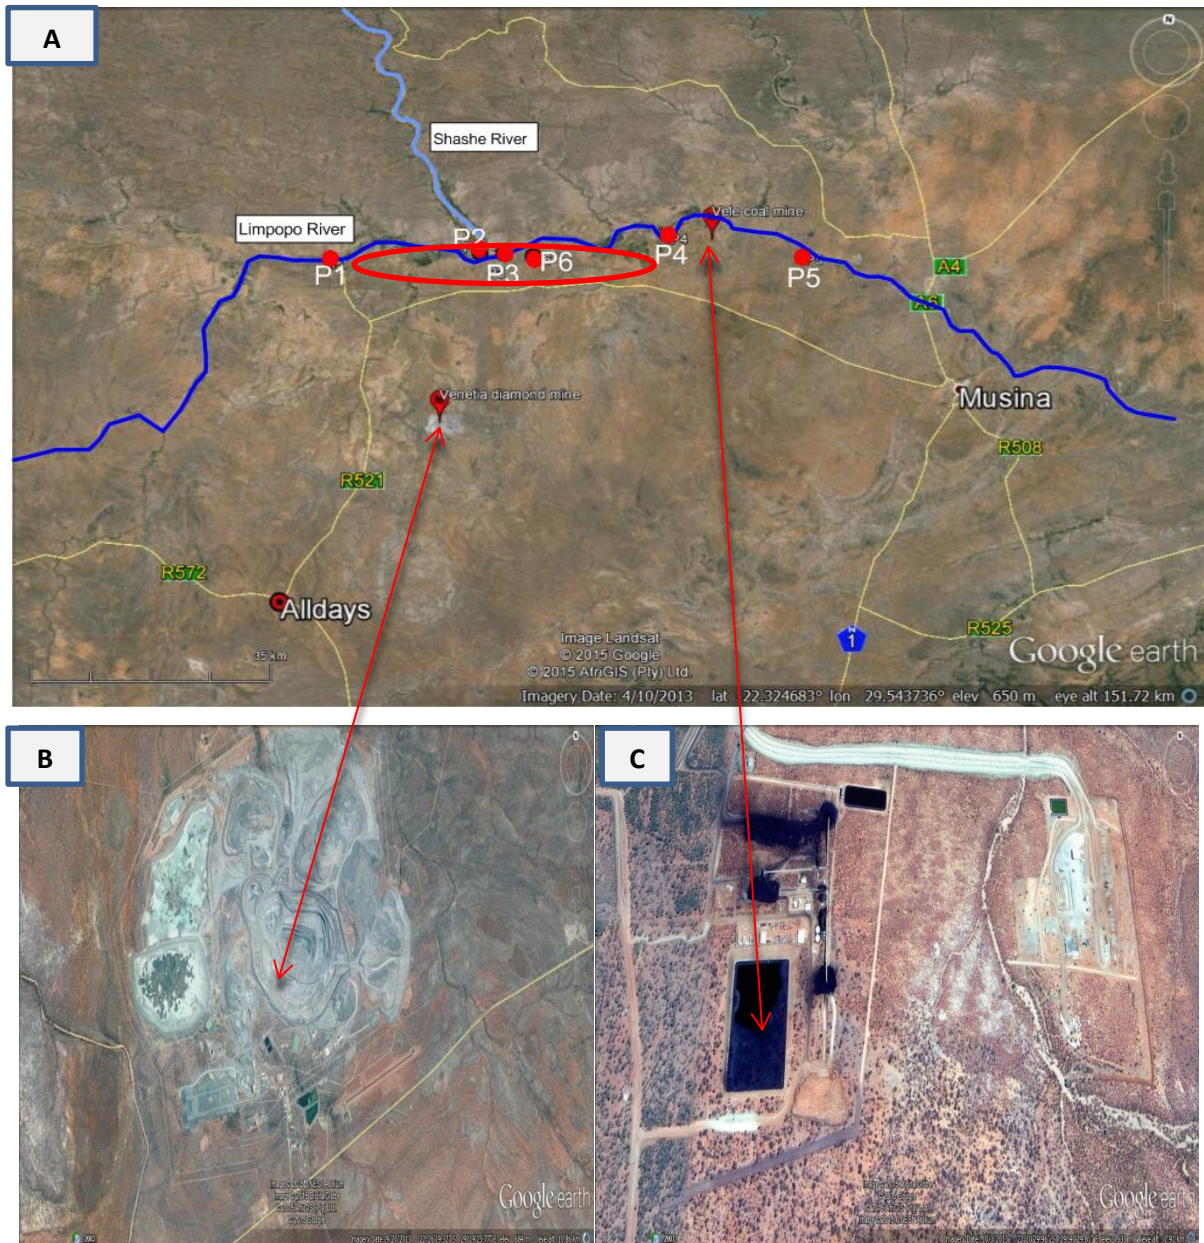 A
N
Shashe River
Limpopo River
Vele coal mine
P2
P4
P1
P3
P6
P4
P5
A4
A6
Venetia diamond mine
Musina
R508
R521
R572
Alldays
R525
N
1
Image Landsat
© 2015 Google
© 2015 AfriGIS (Pty) Ltd.
Google earth
35 km
Imagery Date: 4/10/2013 lat -22.324683° lon 29.543736° elev 650 m eye alt 151.72 km
B
C
Google earth
Google earth